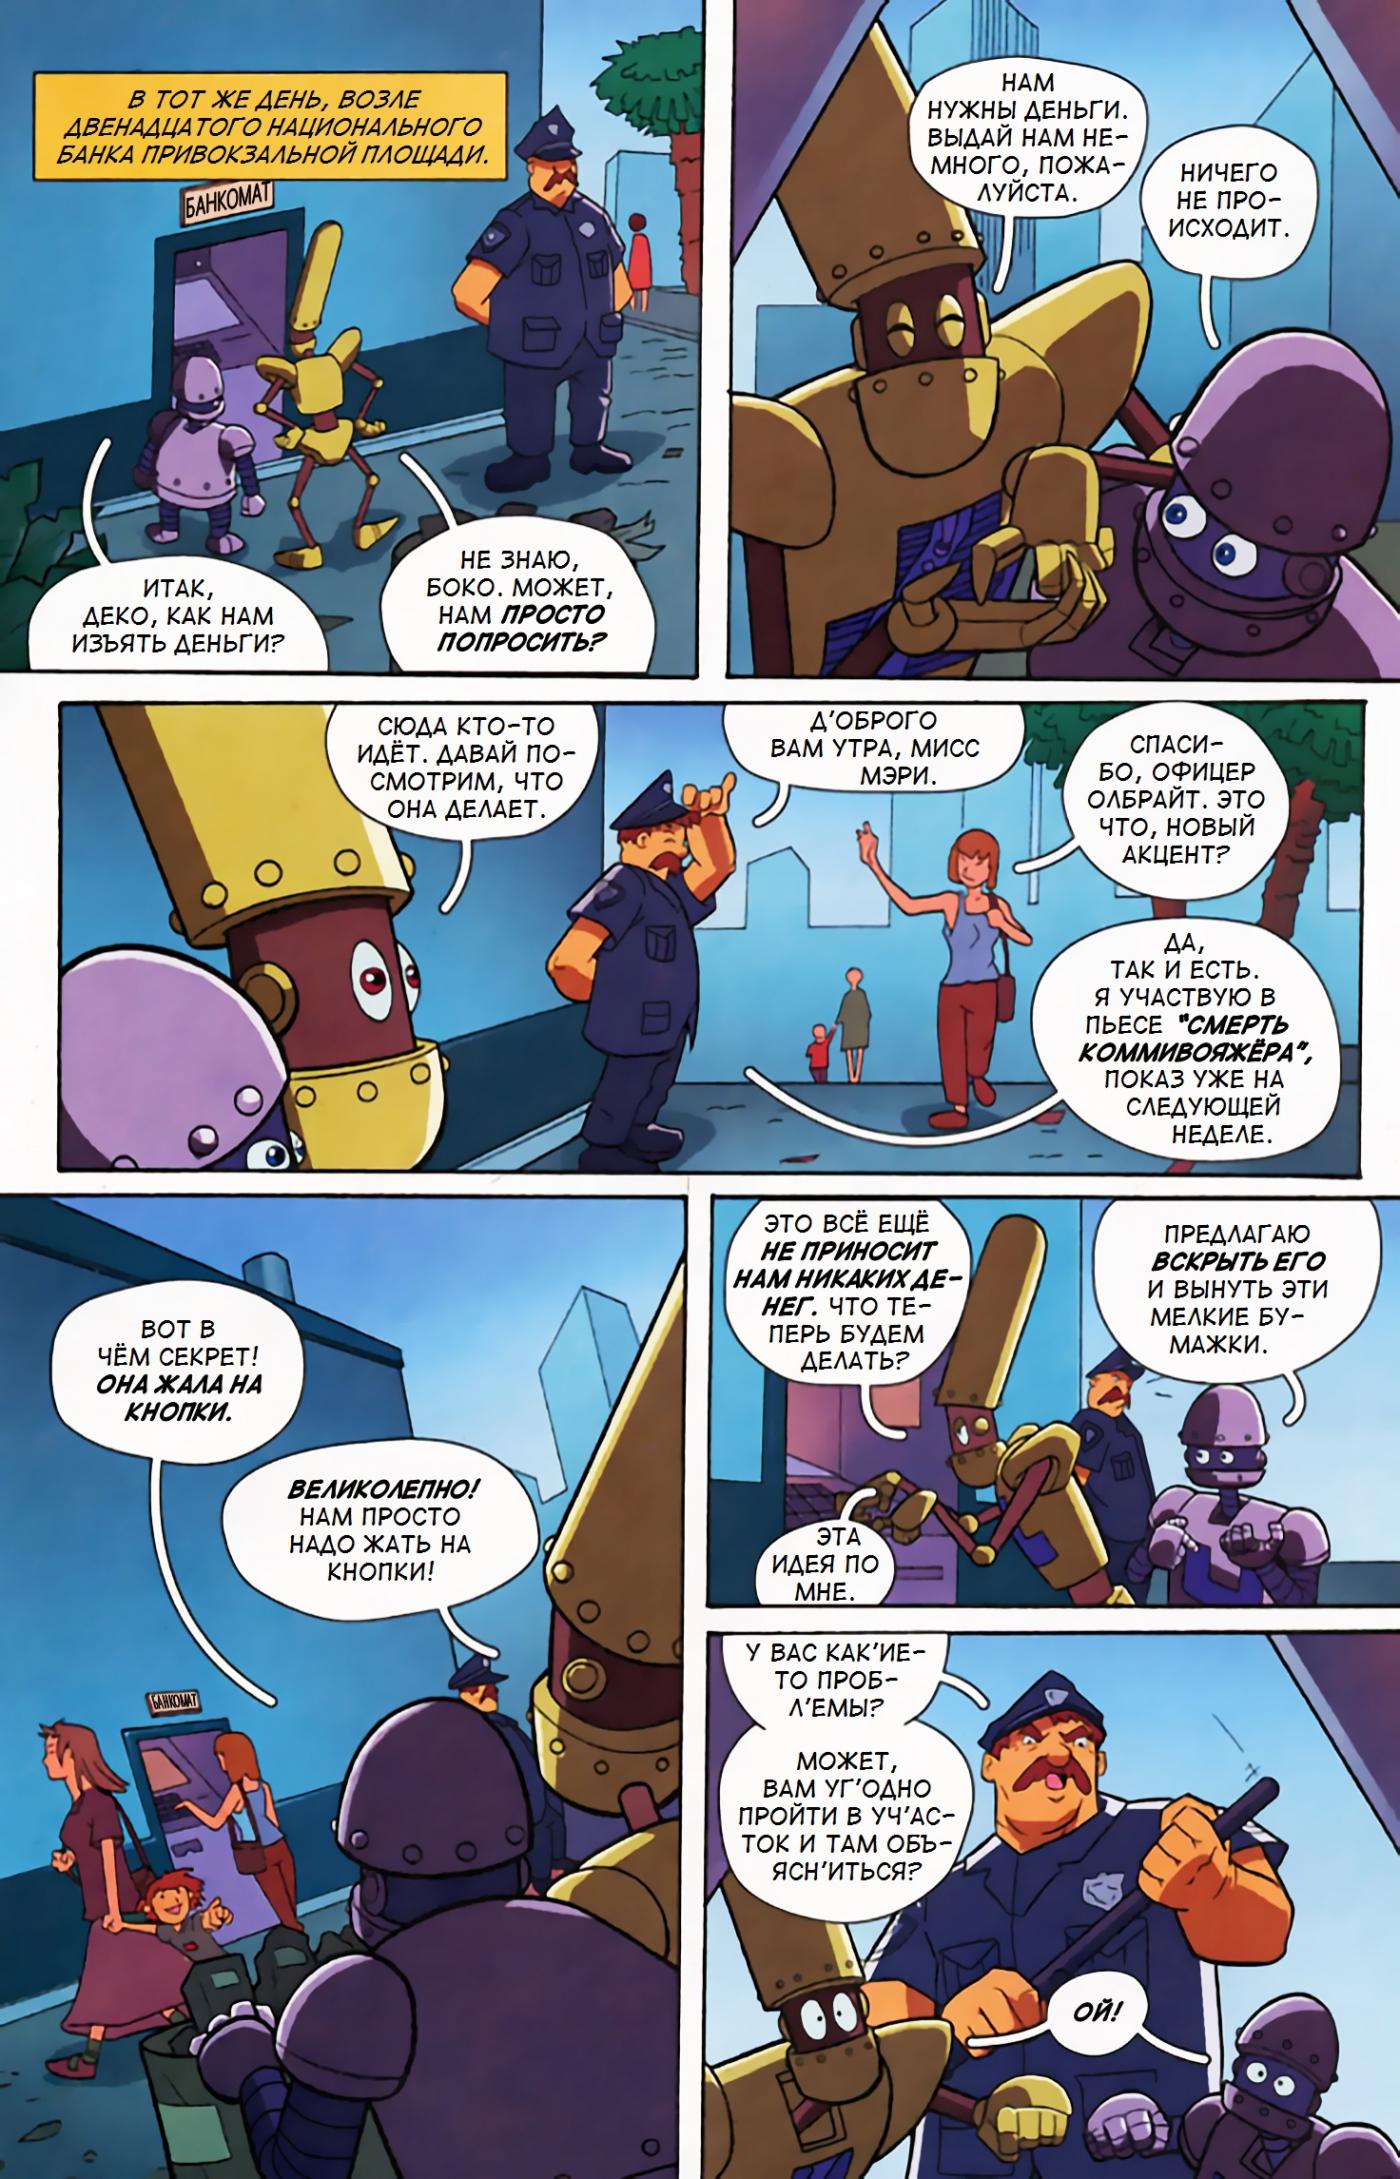 В ТОТ ЖЕ ДЕНЬ, ВОЗЛЕ
ДВЕНАДЦАТОГО НАЦИОНАЛЬНОГО
БАНКА ПРИВОКЗАЛЬНОЙ ПЛОЩАДИ.
БАНКОМАТ
ИТАК,
ДЕКО, КАК НАМ
ИЗЪЯТЬ ДЕНЬГИ?
НЕ ЗНАЮ,
БОКО. МОЖЕТ,
НАМ ПРОСТО
ПОПРОСИТЬ?
НАМ
НУЖНЫ ДЕНЬГИ.
ВЫДАЙ НАМ НЕ-
МНОГО, ПОЖА-
ЛУЙСТА.
НИЧЕГО
НЕ ПРО-
ИСХОДИТ.
СЮДА КТО-ТО
ИДЁТ. ДАВАЙ ПО-
СМОТРИМ, ЧТО
ОНА ДЕЛАЕТ.
Д'ОБРОГО
ВАМ УТРА, МИСС
МЭРИ.
СПАСИ-
БО, ОФИЦЕР
ОЛБРАЙТ. ЭТО
ЧТО, НОВЫЙ
АКЦЕНТ?
ДА,
ТАК И ЕСТЬ.
Я УЧАСТВУЮ В
ПЬЕСЕ "СМЕРТЬ
КОММИВОЯЖЁРА",
ПОКАЗ УЖЕ НА
СЛЕДУЮЩЕЙ
НЕДЕЛЕ.
ВОТ В
ЧЁМ СЕКРЕТ!
ОНА ЖАЛА НА
КНОПКИ.
ВЕЛИКОЛЕПНО!
НАМ ПРОСТО
НАДО ЖАТЬ НА
КНОПКИ!
БАНКОМАТ
ЭТО ВСЁ ЕЩЁ
НЕ ПРИНОСИТ
НАМ НИКАКИХ ДЕ-
НЕГ. ЧТО ТЕ-
ПЕРЬ БУДЕМ
ДЕЛАТЬ?
ПРЕДЛАГАЮ
ВСКРЫТЬ ЕГО
И ВЫНУТЬ ЭТИ
МЕЛКИЕ БУ-
МАЖКИ.
ЭТА
ИДЕЯ ПО
МНЕ.
У ВАС КАК'ИЕ-
ТО ПРОБ-
Л'ЕМЫ?
МОЖЕТ,
ВАМ УГ'ОДНО
ПРОЙТИ В УЧ'АС-
ТОК И ТАМ ОБЪ-
ЯСН'ИТЬСЯ?
ОЙ!